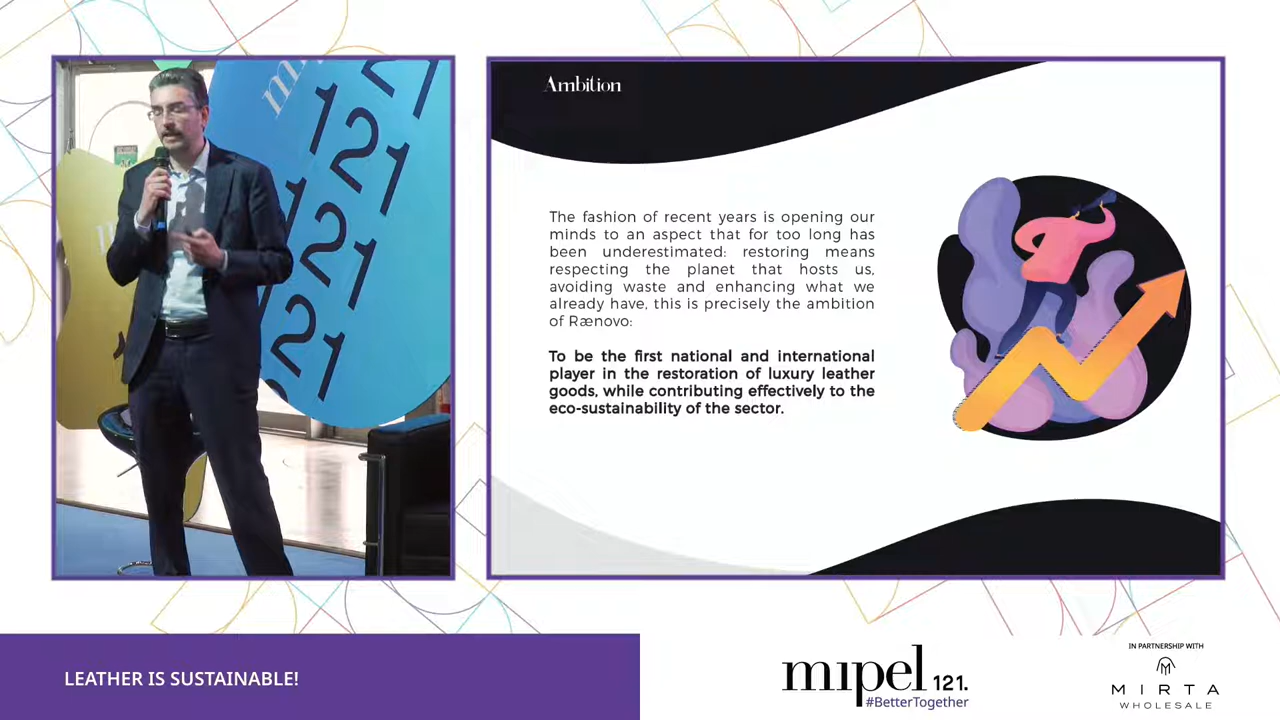 121
121
121
121
Ambition
The fashion of recent years is opening our
minds to an aspect that for too long has
been underestimated: restoring means
respecting the planet that hosts us,
avoiding waste and enhancing what we
already have, this is precisely the ambition
of Rænovo:
To be the first national and international
player in the restoration of luxury leather
goods, while contributing effectively to the
eco-sustainability of the sector.
LEATHER IS SUSTAINABLE!
mipel 121.
#BetterTogether
IN PARTNERSHIP WITH
MIRTA
WHOLESALE